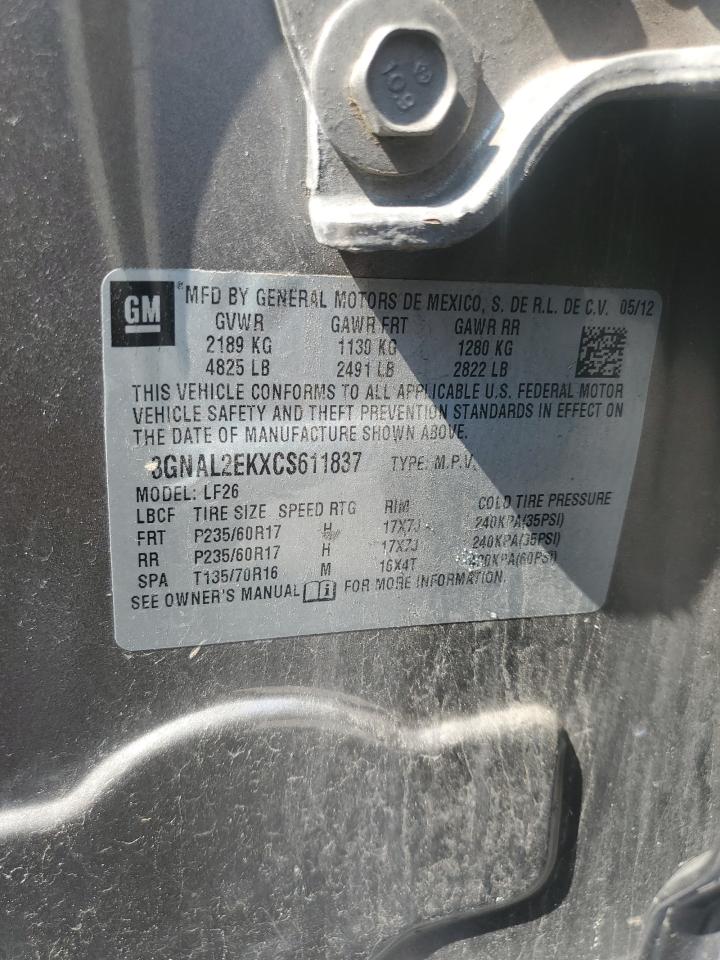 109
GM
®MFD BY GENERAL MOTORS DE MEXICO, S. DE R.L. DE C.V. 05/12
GVWR GAWR FRT GAWR RR
2189 KG 1130 KG 1280 KG
4825 LB 2491 LB 2822 LB
THIS VEHICLE CONFORMS TO ALL APPLICABLE U.S. FEDERAL MOTOR
VEHICLE SAFETY AND THEFT PREVENTION STANDARDS IN EFFECT ON
THE DATE OF MANUFACTURE SHOWN ABOVE.
3GNAL2EKXCS611837 TYPE: M.P.V.
MODEL: LF26
LBCF TIRE SIZE SPEED RTG RIM COLD TIRE PRESSURE
FRT P235/60R17 H 17X7J 240KPA(35PSI)
RR P235/60R17 H 17X7J 240KPA(35PSI)
SPA T135/70R16 M 16X4T 420KPA(60PSI)
SEE OWNER'S MANUAL FOR MORE INFORMATION.